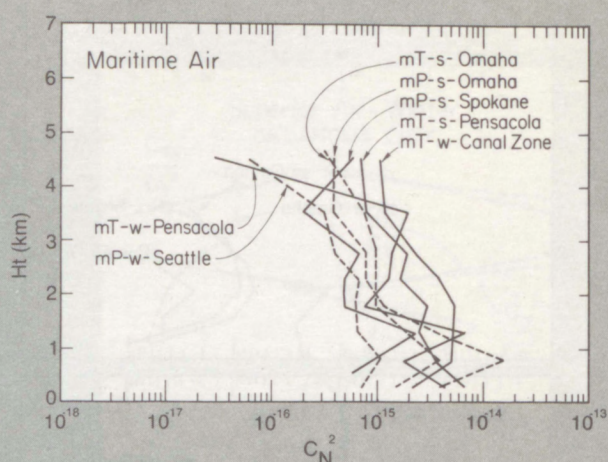 Maritime Air
mT-s-Omaha
mP-s-Omaha
mP-s-Spokane
mT-s-Pensacola
mT-w-Canal Zone
mT-w-Pensacola
mP-w-Seattle
Ht (km)
7
6
5
4
3
2
1
0
10⁻¹⁸
10⁻¹⁷
10⁻¹⁶
10⁻¹⁵
10⁻¹⁴
10⁻¹³
C_N²